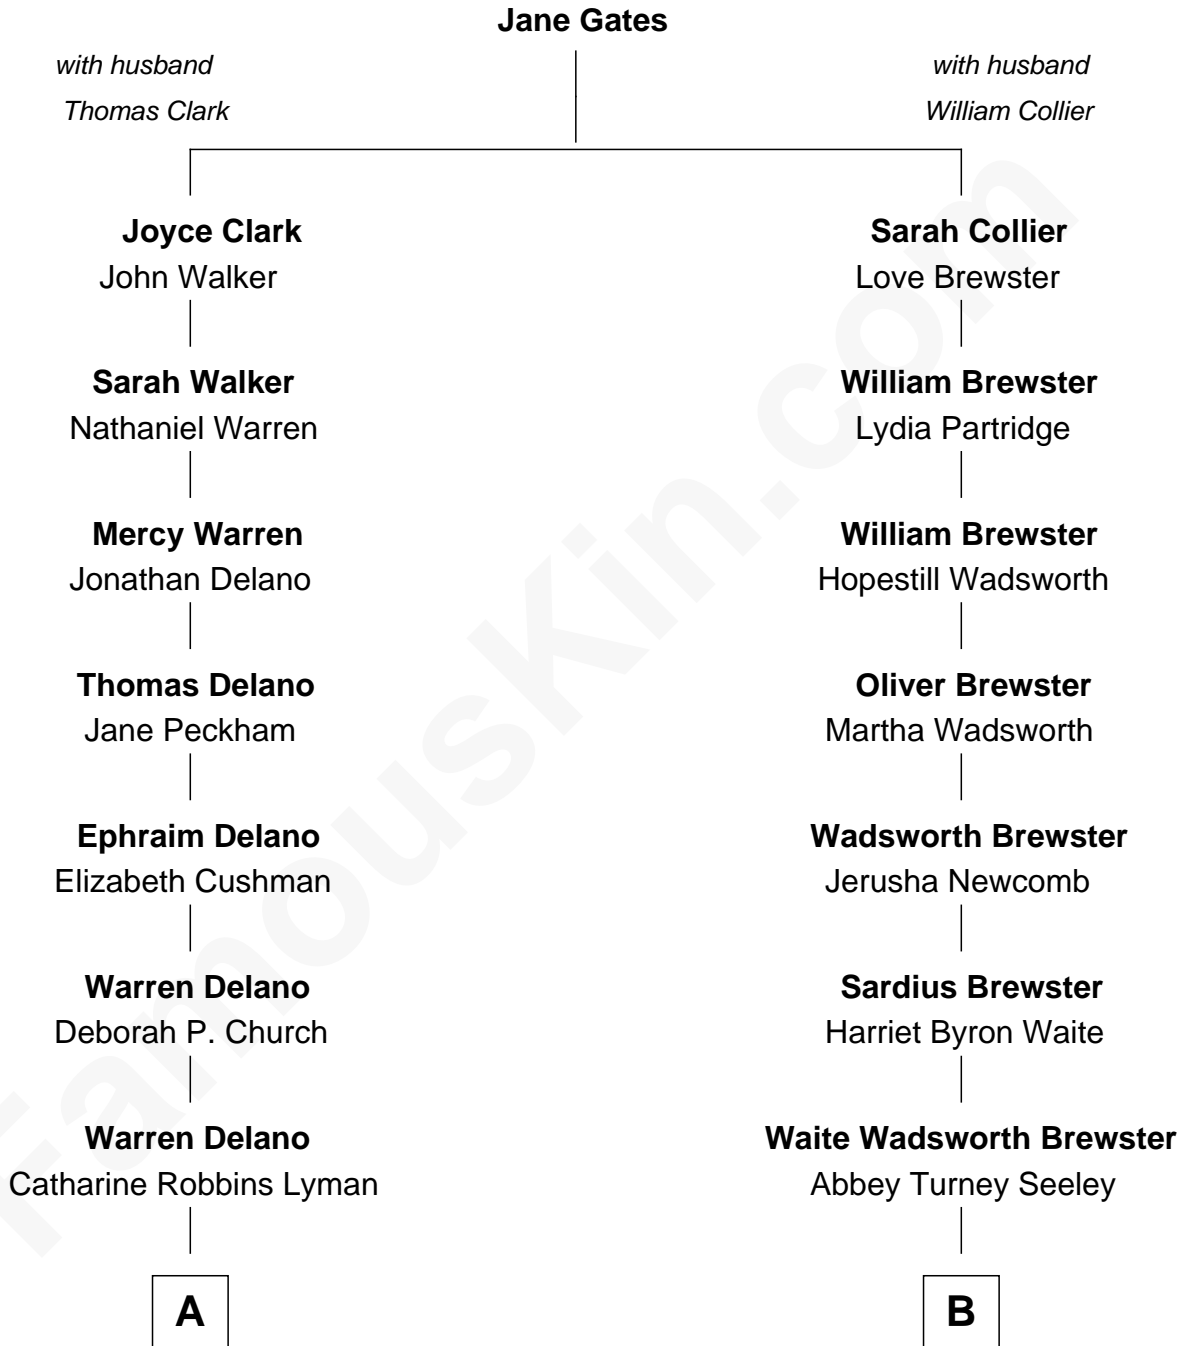 Jane Gates
with husband
Thomas Clark
with husband
William Collier
Joyce Clark
John Walker
Sarah Collier
Love Brewster
Sarah Walker
Nathaniel Warren
William Brewster
Lydia Partridge
Mercy Warren
Jonathan Delano
William Brewster
Hopestill Wadsworth
Thomas Delano
Jane Peckham
Oliver Brewster
Martha Wadsworth
Ephraim Delano
Elizabeth Cushman
Wadsworth Brewster
Jerusha Newcomb
Warren Delano
Deborah P. Church
Sardius Brewster
Harriet Byron Waite
Warren Delano
Catharine Robbins Lyman
Waite Wadsworth Brewster
Abbey Turney Seeley
A
B
FamousKin.com